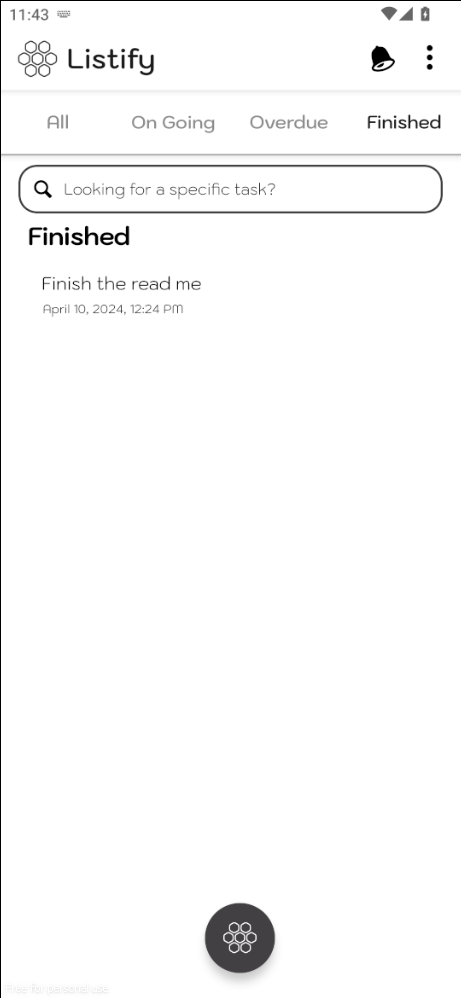 11:43
Listify
All On Going Overdue Finished
Looking for a specific task?
Finished
Finish the read me
April 10, 2024, 12:24 PM
Free for personal use